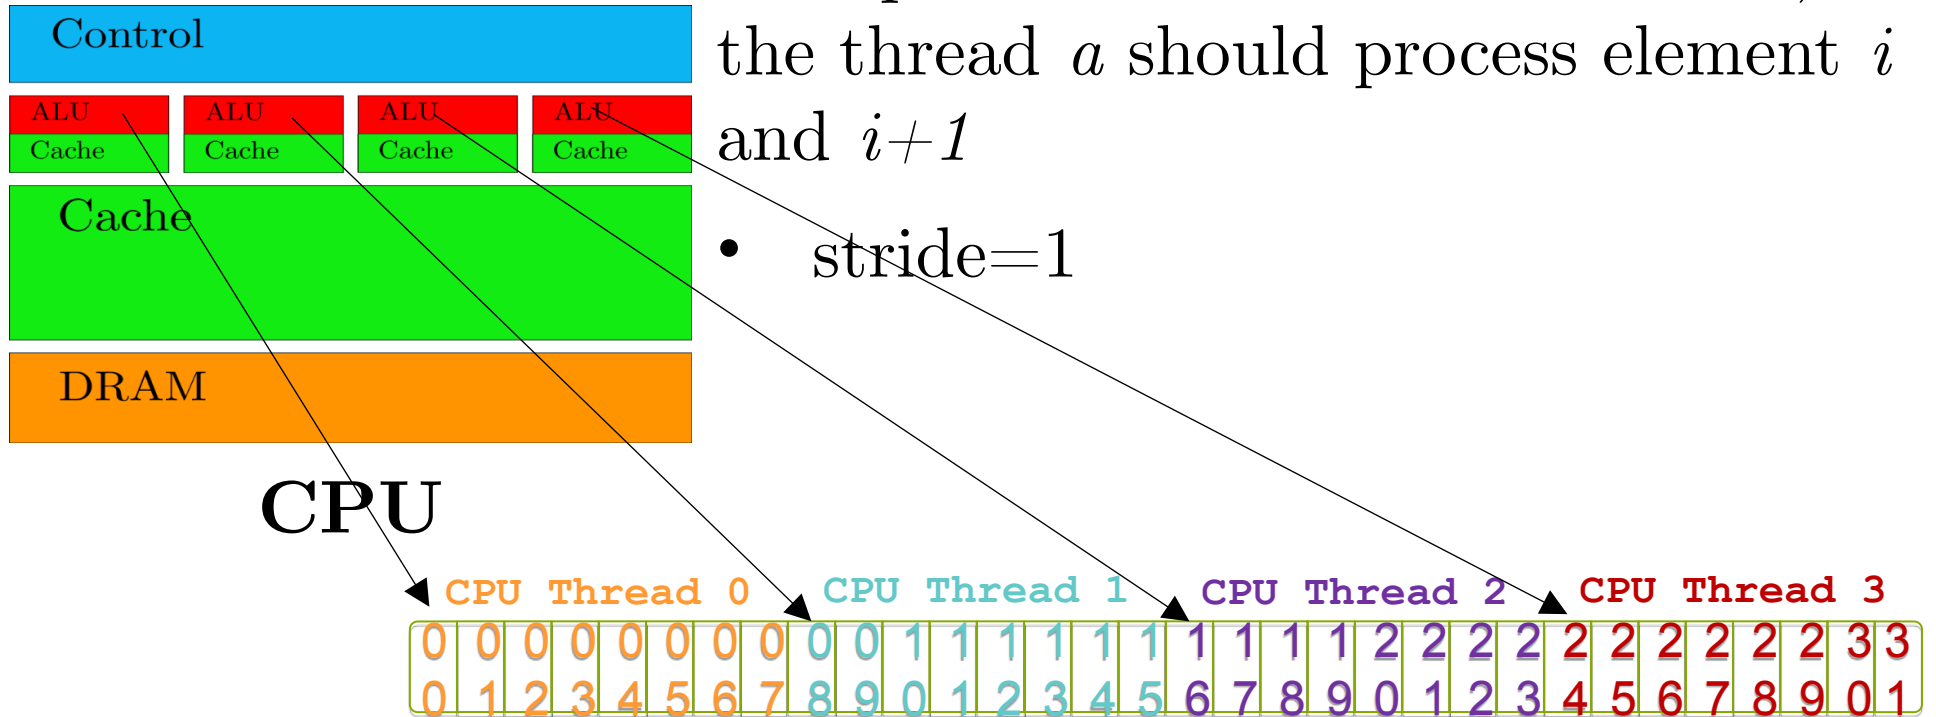 Control
ALU ALU ALU ALU
Cache Cache Cache Cache
Cache
DRAM
CPU
the thread a should process element i
and i+1
• stride=1
CPU Thread 0 CPU Thread 1 CPU Thread 2 CPU Thread 3
0 0 0 0 0 0 0 0 0 0 1 1 1 1 1 1 1 1 1 1 2 2 2 2 2 2 2 2 2 2 3 3
0 1 2 3 4 5 6 7 8 9 0 1 2 3 4 5 6 7 8 9 0 1 2 3 4 5 6 7 8 9 0 1